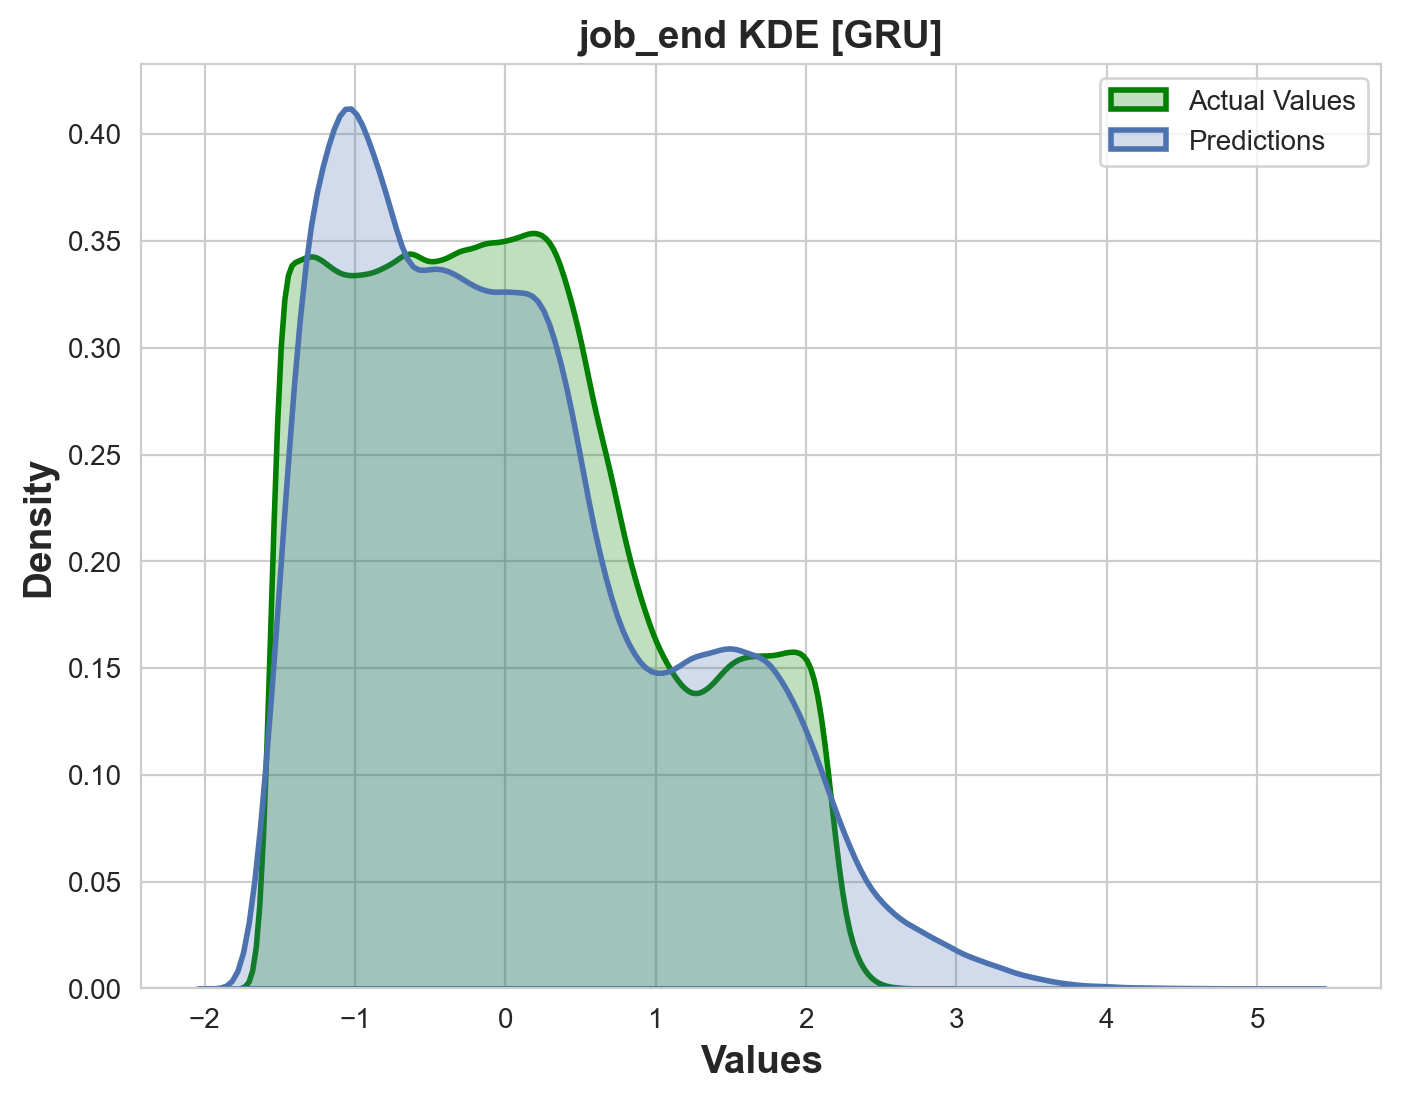 job_end KDE [GRU]
Actual Values
Predictions
Density
0.40
0.35
0.30
0.25
0.20
0.15
0.10
0.05
0.00
−2 −1 0 1 2 3 4 5
Values